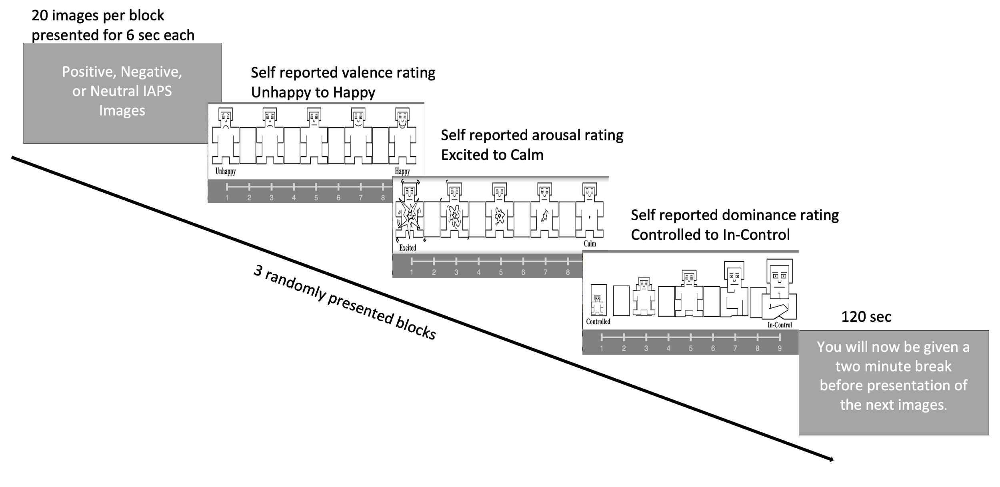 20 images per block
presented for 6 sec each
Positive, Negative,
or Neutral IAPS
Images
Self reported valence rating
Unhappy to Happy
Unhappy Happy
1 2 3 4 5 6 7 8
Self reported arousal rating
Excited to Calm
Excited Calm
1 2 3 4 5 6 7 8
Self reported dominance rating
Controlled to In-Control
Controlled In-Control
1 2 3 4 5 6 7 8 9
120 sec
You will now be given a
two minute break
before presentation of
the next images.
3 randomly presented blocks